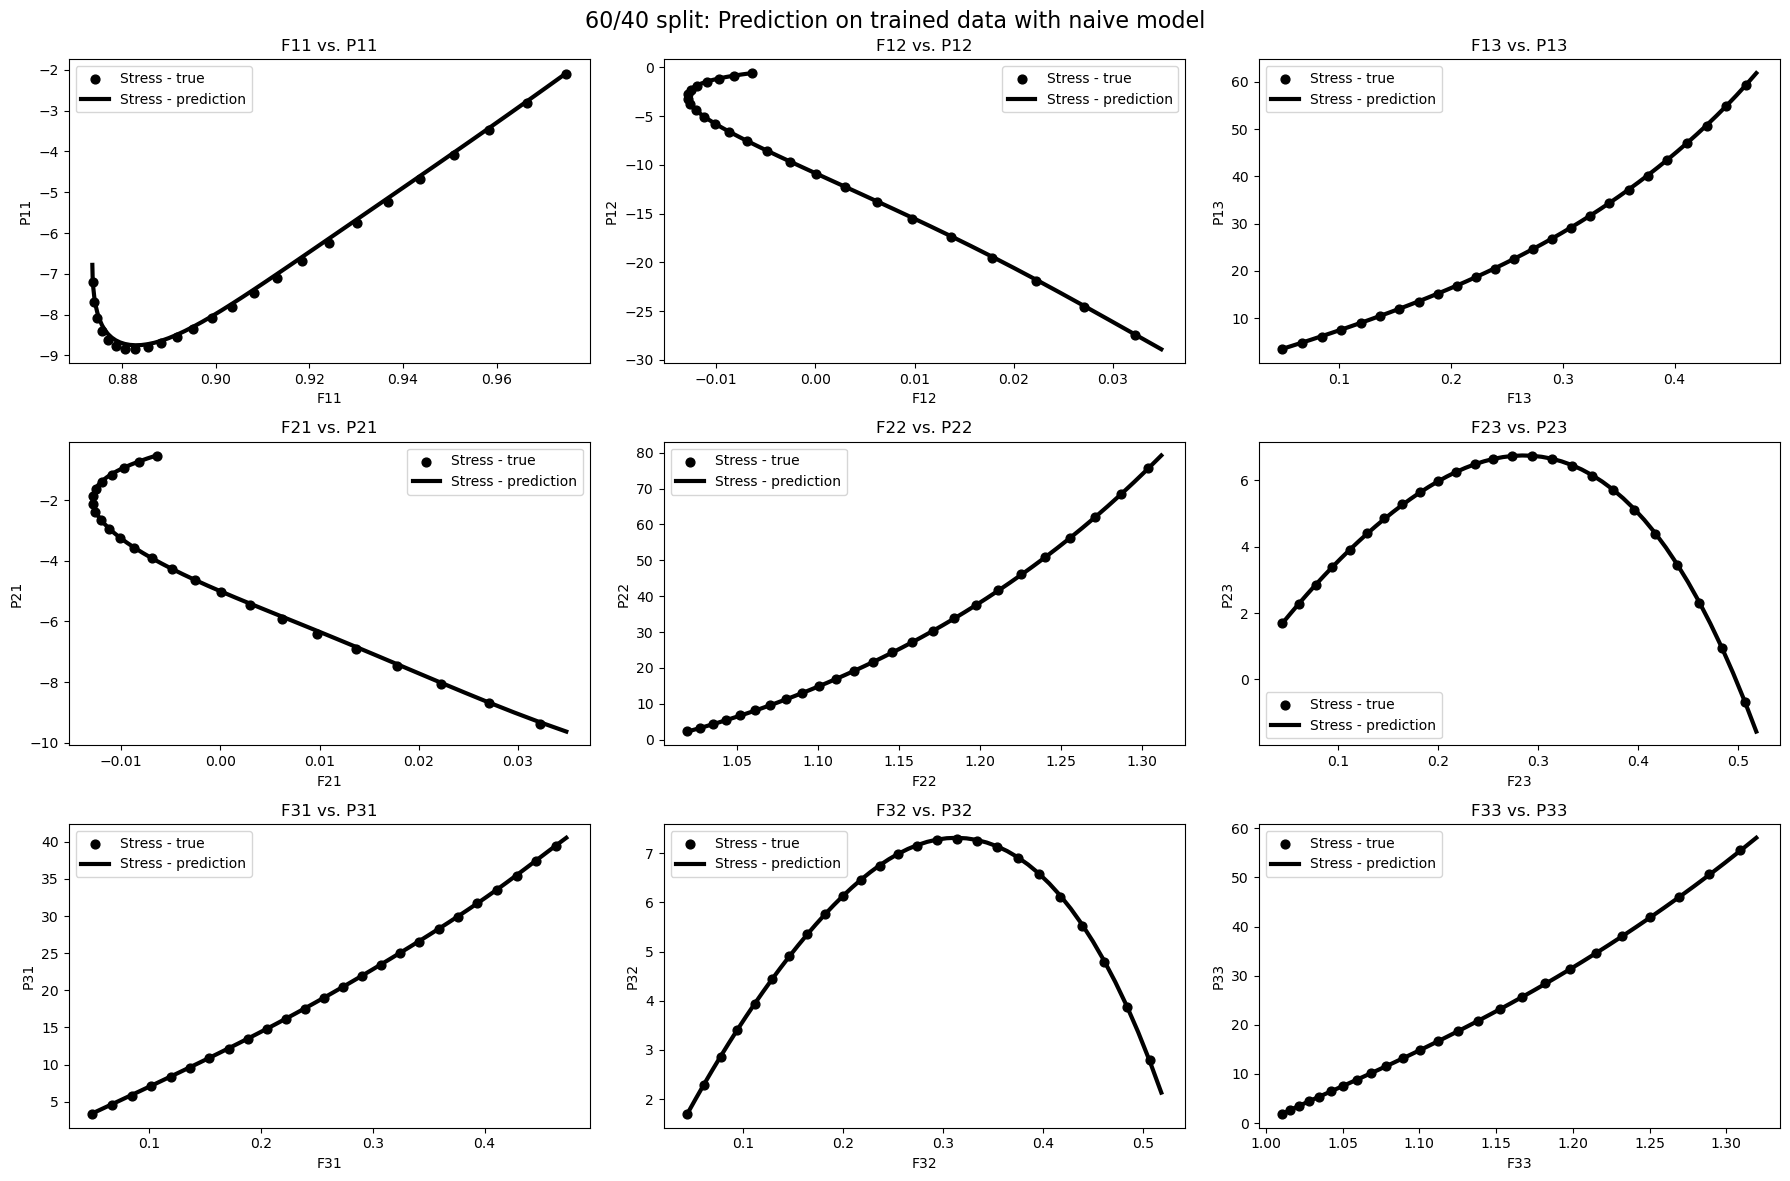 60/40 split: Prediction on trained data with naive model
F11 vs. P11
Stress - true
Stress - prediction
−2
−3
−4
−5
−6
−7
−8
−9
P11
0.88
0.90
0.92
0.94
0.96
F11
F12 vs. P12
Stress - true
Stress - prediction
0
−5
−10
−15
−20
−25
−30
P12
−0.01
0.00
0.01
0.02
0.03
F12
F13 vs. P13
Stress - true
Stress - prediction
60
50
40
30
20
10
P13
0.1
0.2
0.3
0.4
F13
F21 vs. P21
Stress - true
Stress - prediction
−2
−4
−6
−8
−10
P21
−0.01
0.00
0.01
0.02
0.03
F21
F22 vs. P22
Stress - true
Stress - prediction
80
70
60
50
40
30
20
10
0
P22
1.05
1.10
1.15
1.20
1.25
1.30
F22
F23 vs. P23
Stress - true
Stress - prediction
6
4
2
0
P23
0.1
0.2
0.3
0.4
0.5
F23
F31 vs. P31
Stress - true
Stress - prediction
40
35
30
25
20
15
10
5
P31
0.1
0.2
0.3
0.4
F31
F32 vs. P32
Stress - true
Stress - prediction
7
6
5
4
3
2
P32
0.1
0.2
0.3
0.4
0.5
F32
F33 vs. P33
Stress - true
Stress - prediction
60
50
40
30
20
10
0
P33
1.00
1.05
1.10
1.15
1.20
1.25
1.30
F33